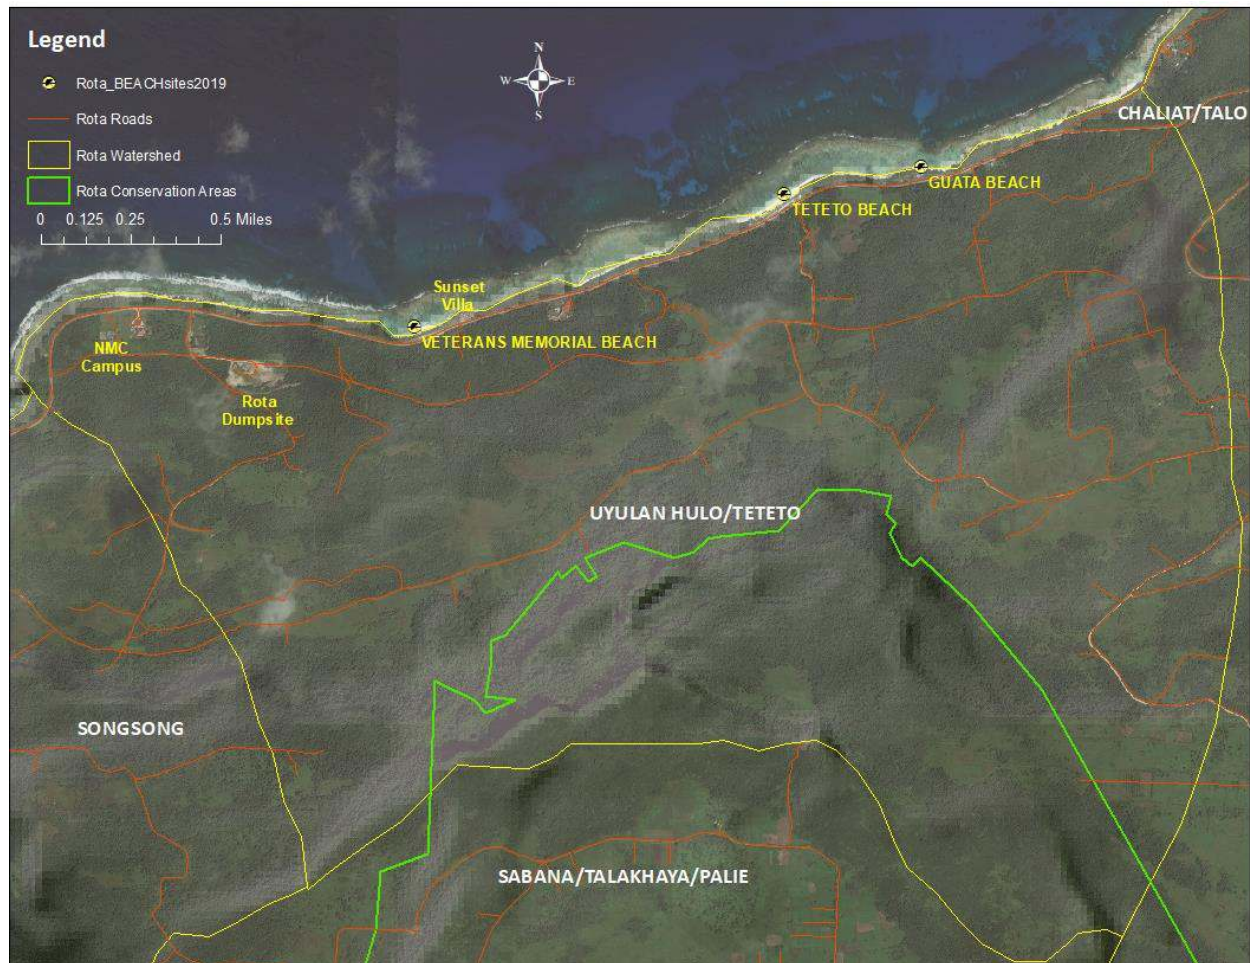 Legend
Rota_BEACHsites2019
Rota Roads
Rota Watershed
Rota Conservation Areas
0 0.125 0.25 0.5 Miles
N
W E
S
CHALIAT/TALO
GUATA BEACH
TETETO BEACH
Sunset
Villa
VETERANS MEMORIAL BEACH
NMC
Campus
Rota
Dumpsite
UYULAN HULO/TETETO
SONGSONG
SABANA/TALAKHAYA/PALIE